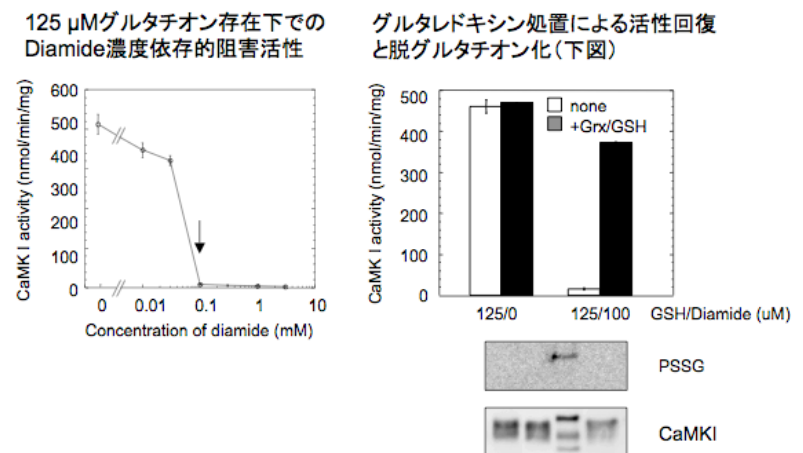 125 μMグルタチオン存在下での
Diamide濃度依存的阻害活性
600
500
400
300
200
100
0
CaMK I activity (nmol/min/mg)
0
0.01
0.1
1
10
Concentration of diamide (mM)
グルタレドキシン処置による活性回復
と脱グルタチオン化(下図)
500
400
300
200
100
0
CaMK I activity (nmol/min/mg)
none
+Grx/GSH
125/0
125/100
GSH/Diamide (uM)
PSSG
CaMKI